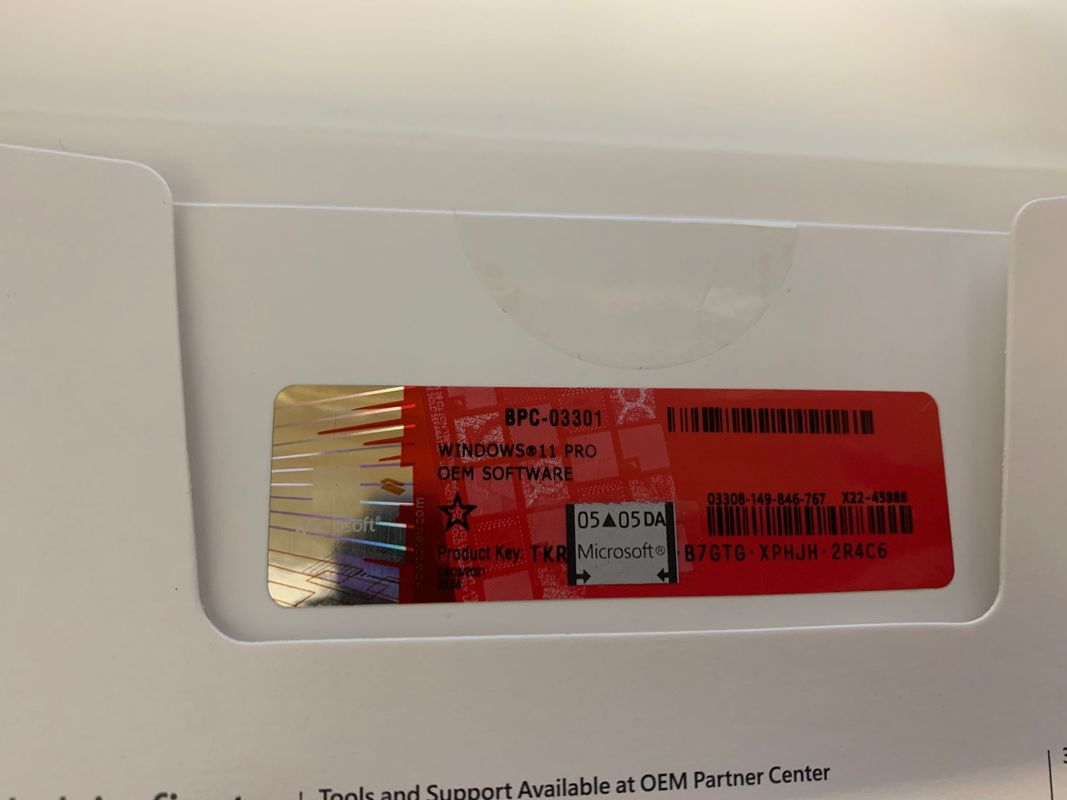 BPC-03301
WINDOWS®11 PRO
OEM SOFTWARE
03308-149-846-767 X22-45886
05▲05DA
Microsoft®
Product Key: TKR B7GTG·XPHJH·2R4C6
Microsoft®
Tools and Support Available at OEM Partner Center